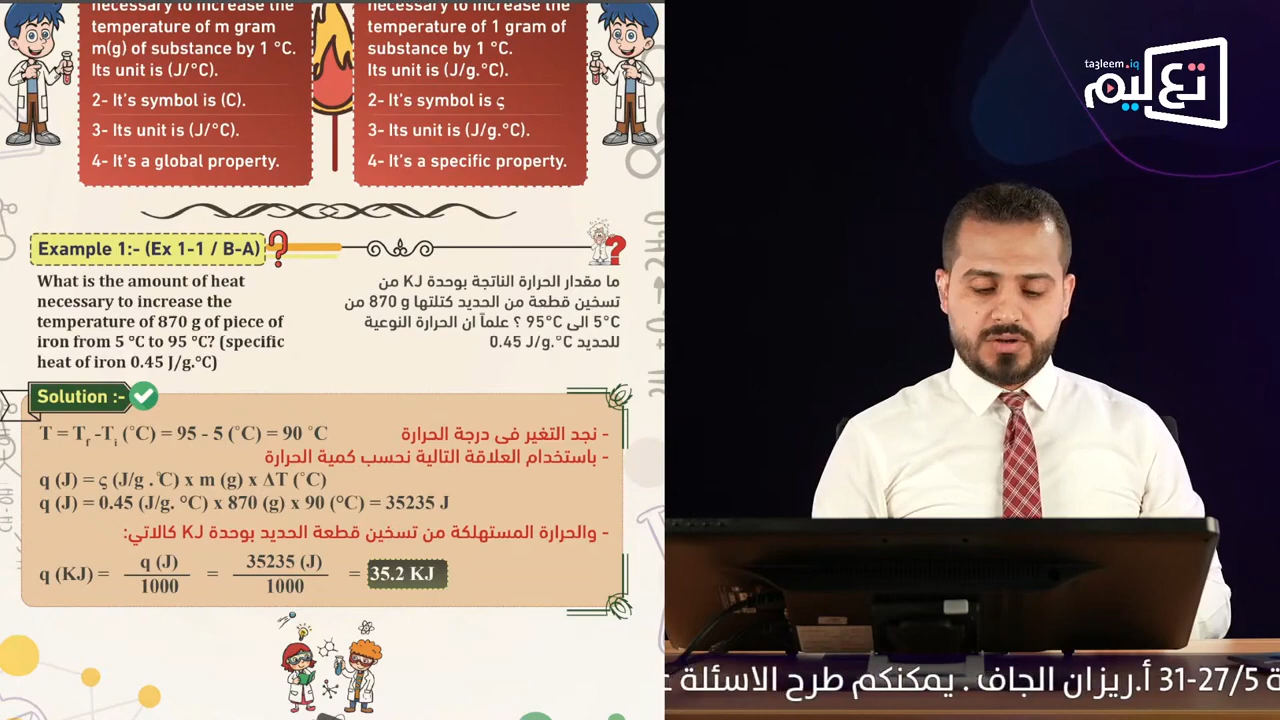 necessary to increase the
temperature of m gram
m(g) of substance by 1 °C.
Its unit is (J/°C).
2- It's symbol is (C).
3- Its unit is (J/°C).
4- It's a global property.
necessary to increase the
temperature of 1 gram of
substance by 1 °C.
Its unit is (J/g.°C).
2- It's symbol is ς
3- Its unit is (J/g.°C).
4- It's a specific property.
ta3leem.iq
تعليم
Example 1:- (Ex 1-1 / B-A)
What is the amount of heat
necessary to increase the
temperature of 870 g of piece of
iron from 5 °C to 95 °C? (specific
heat of iron 0.45 J/g.°C)
ما مقدار الحرارة الناتجة بوحدة KJ من
تسخين قطعة من الحديد كتلتها 870 g من
5°C الى 95°C ؟ علماً ان الحرارة النوعية
للحديد 0.45 J/g.°C
Solution :-
T = Tf -Ti (°C) = 95 - 5 (°C) = 90 °C
- نجد التغير في درجة الحرارة
- باستخدام العلاقة التالية نحسب كمية الحرارة
q (J) = ς (J/g .°C) x m (g) x ΔT (°C)
q (J) = 0.45 (J/g. °C) x 870 (g) x 90 (°C) = 35235 J
- والحرارة المستهلكة من تسخين قطعة الحديد بوحدة KJ كالاتي:
q (KJ) = q (J) / 1000 = 35235 (J) / 1000 = 35.2 KJ
31-27/5 أ.ريزان الجاف . يمكنكم طرح الاسئلة